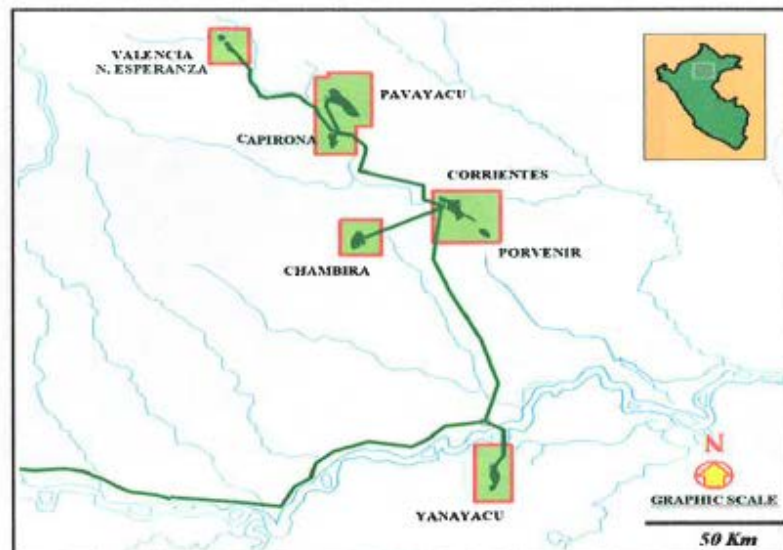 VALENCIA
N. ESPERANZA
PAVAYACU
CAPIRONA
CORRIENTES
CHAMBIRA
PORVENIR
YANAYACU
N
GRAPHIC SCALE
50 Km